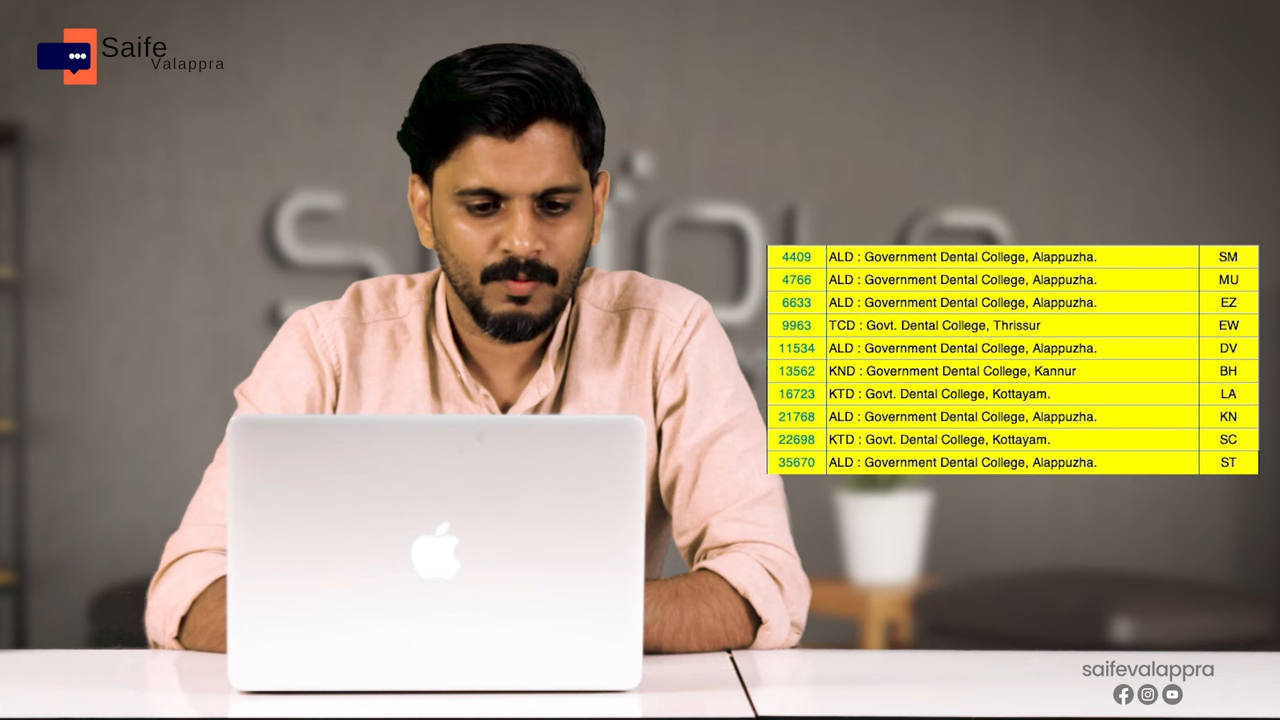 Saife
Valappra
4409 ALD : Government Dental College, Alappuzha. SM
4766 ALD : Government Dental College, Alappuzha. MU
6633 ALD : Government Dental College, Alappuzha. EZ
9963 TCD : Govt. Dental College, Thrissur EW
11534 ALD : Government Dental College, Alappuzha. DV
13562 KND : Government Dental College, Kannur BH
16723 KTD : Govt. Dental College, Kottayam. LA
21768 ALD : Government Dental College, Alappuzha. KN
22698 KTD : Govt. Dental College, Kottayam. SC
35670 ALD : Government Dental College, Alappuzha. ST
saifevalappra